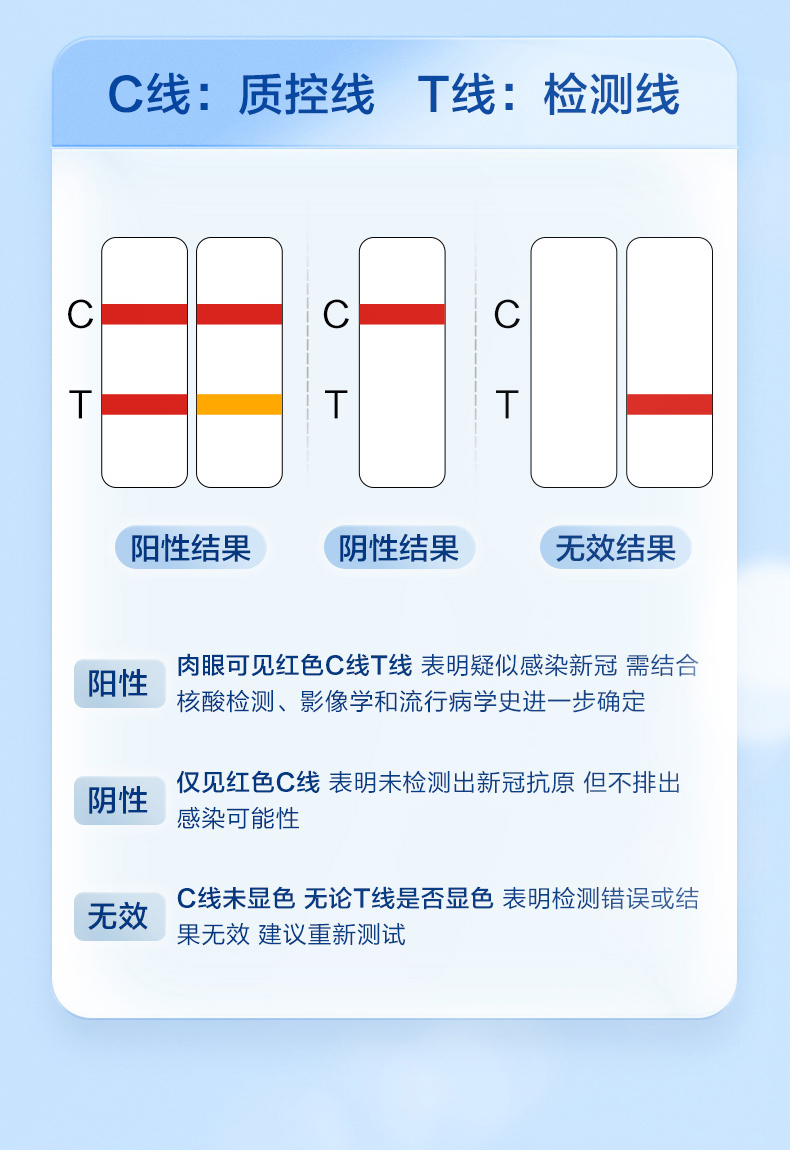 C线：质控线 T线：检测线
C
T
C
T
C
T
阳性结果
阴性结果
无效结果
阳性
肉眼可见红色C线T线 表明疑似感染新冠 需结合
核酸检测、影像学和流行病学史进一步确定
阴性
仅见红色C线 表明未检测出新冠抗原 但不排出
感染可能性
无效
C线未显色 无论T线是否显色 表明检测错误或结
果无效 建议重新测试